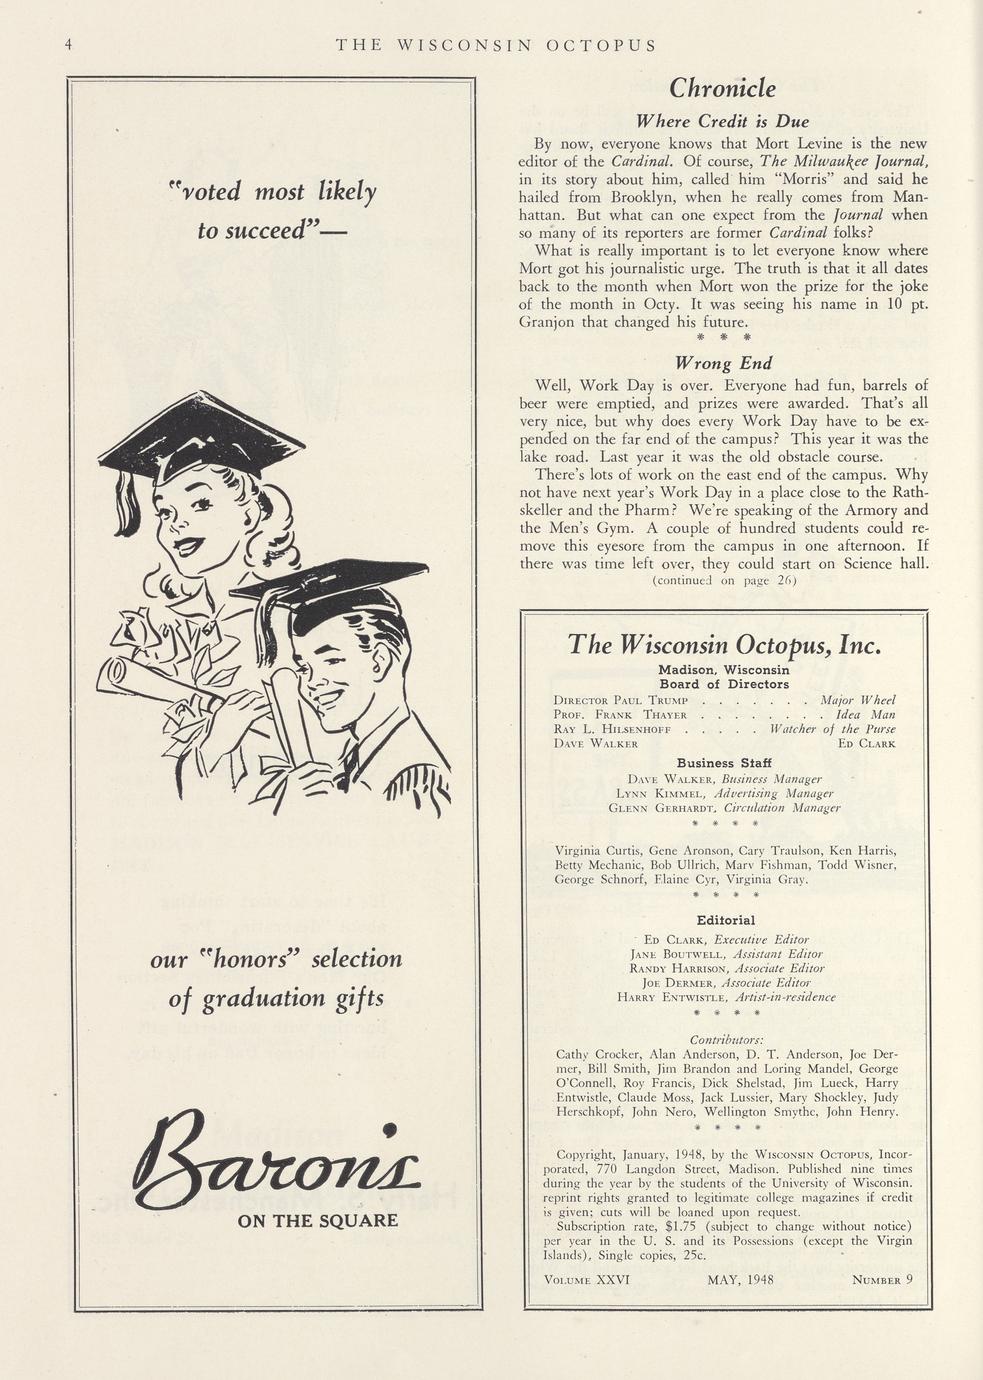 4
THE WISCONSIN OCTOPUS
"voted most likely
to succeed"—
our "honors" selection
of graduation gifts
Baron's
ON THE SQUARE
Chronicle
Where Credit is Due
By now, everyone knows that Mort Levine is the new
editor of the Cardinal. Of course, The Milwaukee Journal,
in its story about him, called him "Morris" and said he
hailed from Brooklyn, when he really comes from Man-
hattan. But what can one expect from the Journal when
so many of its reporters are former Cardinal folks?
What is really important is to let everyone know where
Mort got his journalistic urge. The truth is that it all dates
back to the month when Mort won the prize for the joke
of the month in Octy. It was seeing his name in 10 pt.
Granjon that changed his future.
* * *
Wrong End
Well, Work Day is over. Everyone had fun, barrels of
beer were emptied, and prizes were awarded. That's all
very nice, but why does every Work Day have to be ex-
pended on the far end of the campus? This year it was the
lake road. Last year it was the old obstacle course.
There's lots of work on the east end of the campus. Why
not have next year's Work Day in a place close to the Rath-
skeller and the Pharm? We're speaking of the Armory and
the Men's Gym. A couple of hundred students could re-
move this eyesore from the campus in one afternoon. If
there was time left over, they could start on Science hall.
(continued on page 26)
The Wisconsin Octopus, Inc.
Madison, Wisconsin
Board of Directors
DIRECTOR PAUL TRUMP . . . . . . . Major Wheel
PROF. FRANK THAYER . . . . . . . . Idea Man
RAY L. HILSENHOFF . . . . . Watcher of the Purse
DAVE WALKER ED CLARK
Business Staff
DAVE WALKER, Business Manager
LYNN KIMMEL, Advertising Manager
GLENN GERHARDT, Circulation Manager
* * * *
Virginia Curtis, Gene Aronson, Cary Traulson, Ken Harris,
Betty Mechanic, Bob Ullrich, Marv Fishman, Todd Wisner,
George Schnorf, Elaine Cyr, Virginia Gray.
* * * *
Editorial
ED CLARK, Executive Editor
JANE BOUTWELL, Assistant Editor
RANDY HARRISON, Associate Editor
JOE DERMER, Associate Editor
HARRY ENTWISTLE, Artist-in-residence
* * * *
Contributors:
Cathy Crocker, Alan Anderson, D. T. Anderson, Joe Der-
mer, Bill Smith, Jim Brandon and Loring Mandel, George
O'Connell, Roy Francis, Dick Shelstad, Jim Lueck, Harry
Entwistle, Claude Moss, Jack Lussier, Mary Shockley, Judy
Herschkopf, John Nero, Wellington Smythe, John Henry.
* * * *
Copyright, January, 1948, by the WISCONSIN OCTOPUS, Incor-
porated, 770 Langdon Street, Madison. Published nine times
during the year by the students of the University of Wisconsin.
reprint rights granted to legitimate college magazines if credit
is given; cuts will be loaned upon request.
Subscription rate, $1.75 (subject to change without notice)
per year in the U. S. and its Possessions (except the Virgin
Islands), Single copies, 25c.
VOLUME XXVI MAY, 1948 NUMBER 9